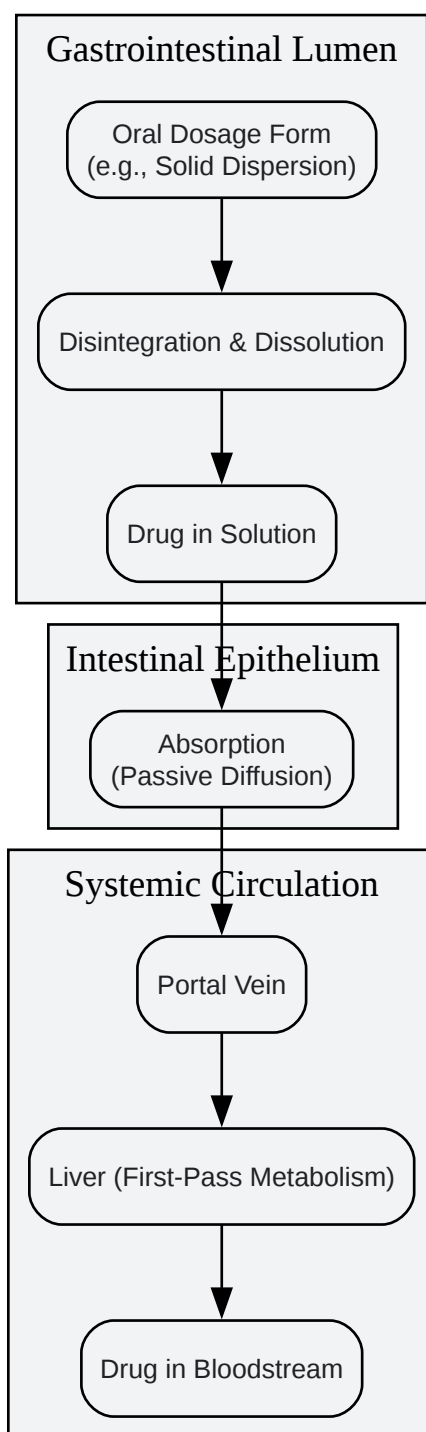 Gastrointestinal Lumen
Oral Dosage Form
(e.g., Solid Dispersion)
Disintegration & Dissolution
Drug in Solution
Intestinal Epithelium
Absorption
(Passive Diffusion)
Systemic Circulation
Portal Vein
Liver (First-Pass Metabolism)
Drug in Bloodstream